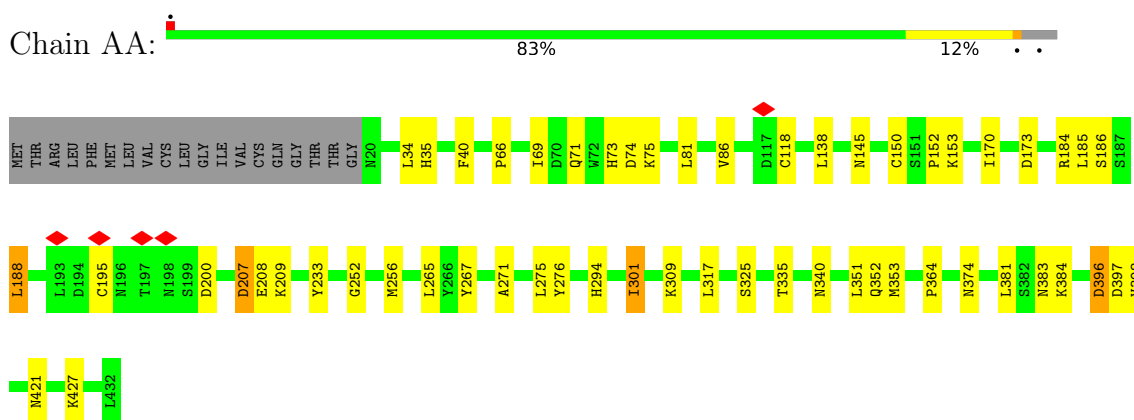 Chain AA:
83% 12%
MET THR ARG LEU PHE MET LEU VAL CYS LEU GLY ILE VAL CYS GLN GLY THR THR GLY N20 L34 H35 F40 P66 I69 D70 Q71 W72 H73 D74 K75 L81 V86 D117 C118 L138 N145 C150 S151 P152 K153 I170 D173 R184 L185 S186 S187
L188 L193 D194 C195 N196 T197 N198 S199 D200 D207 E208 K209 Y233 G252 M256 L265 Y266 Y267 A271 L275 Y276 H294 I301 K309 L317 S325 T335 N340 L351 Q352 M353 P364 N374 L381 S382 N383 K384 D396 D397
N421 K427 L432